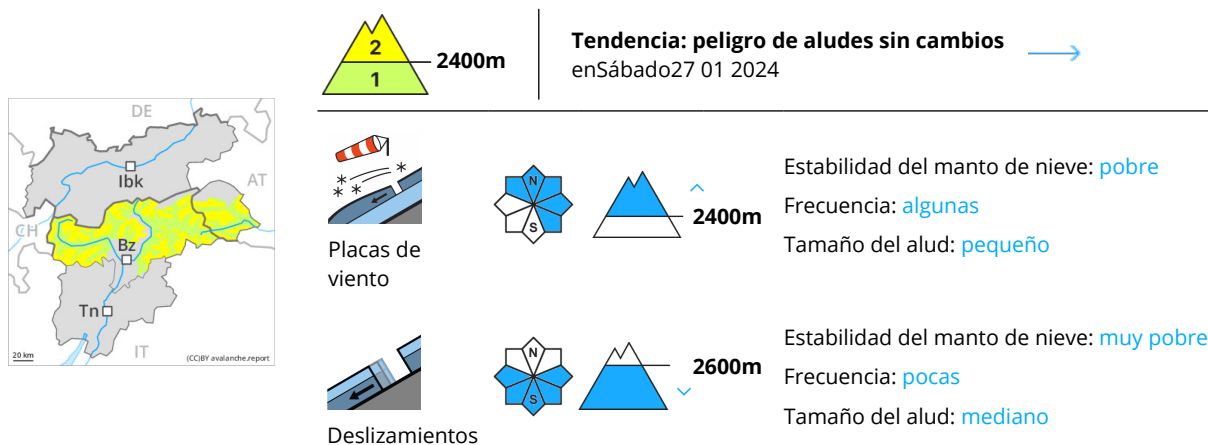 2
2400m
1
Tendencia: peligro de aludes sin cambios
enSábado27 01 2024
DE
Ibk
AT
CH
Bz
Tn
IT
20 km
(CC)BY avalanche.report
N
S
2400m
Placas de
viento
Estabilidad del manto de nieve: pobre
Frecuencia: algunas
Tamaño del alud: pequeño
N
S
2600m
Deslizamientos
Estabilidad del manto de nieve: muy pobre
Frecuencia: pocas
Tamaño del alud: mediano